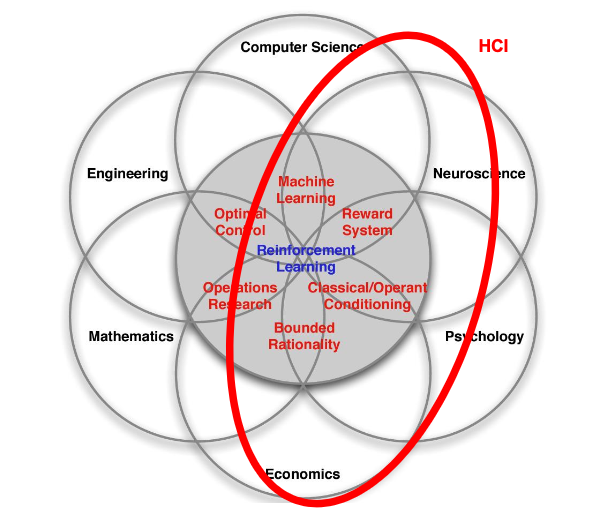 Computer Science
HCI
Engineering
Neuroscience
Machine
Learning
Optimal
Control
Reward
System
Reinforcement
Learning
Operations
Research
Classical/Operant
Conditioning
Bounded
Rationality
Mathematics
Psychology
Economics